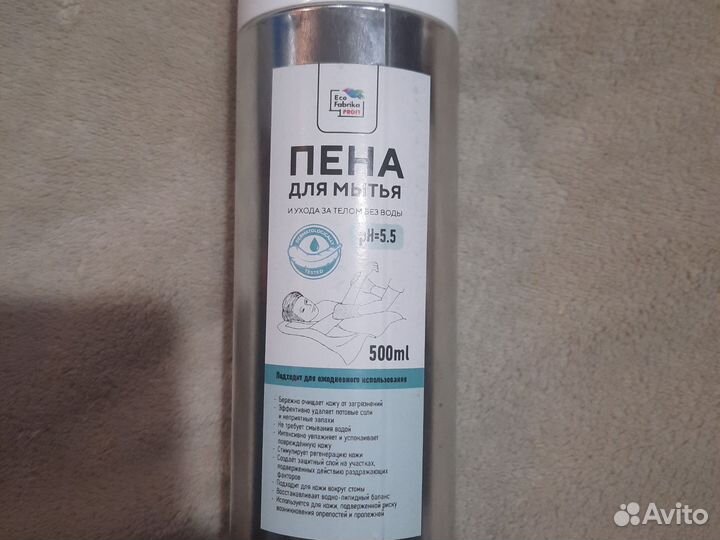 Eco
Fabrika
PROFI
ПЕНА
ДЛЯ МЫТЬЯ
И УХОДА ЗА ТЕЛОМ БЕЗ ВОДЫ
DERMATOLOGICALLY
TESTED
pH=5.5
500ml
Подходит для ежедневного использования
- Бережно очищает кожу от загрязнений
- Эффективно удаляет потовые соли
и неприятные запахи
- Не требует смывания водой
- Интенсивно увлажняет и успокаивает
повреждённую кожу
- Стимулирует регенерацию кожи
- Создаёт защитный слой на участках,
подверженных действию раздражающих
факторов
- Подходит для кожи вокруг стомы
- Восстанавливает водно-липидный баланс
- Используется для кожи, подверженной риску
возникновения опрелостей и пролежней
Avito